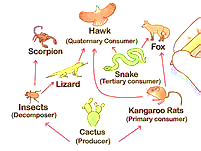 Hawk
(Quaternary Consumer)
Fox
Scorpion
Snake
(Tertiary consumer)
Lizard
Insects
(Decomposer)
Kangaroo Rats
(Primary consumer)
Cactus
(Producer)